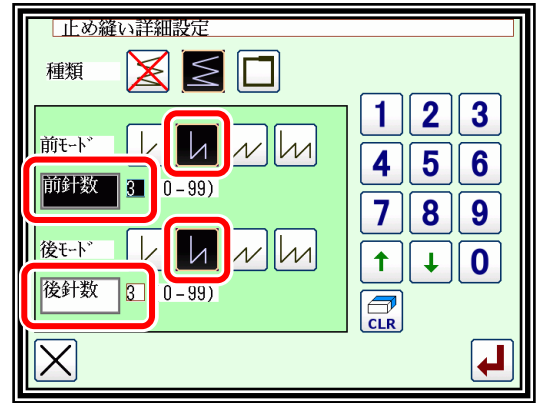 止め縫い詳細設定
種類
前ﾓｰﾄﾞ
前針数 3 0－99)
後ﾓｰﾄﾞ
後針数 3 0－99)
1 2 3
4 5 6
7 8 9
↑ ↓ 0
CLR